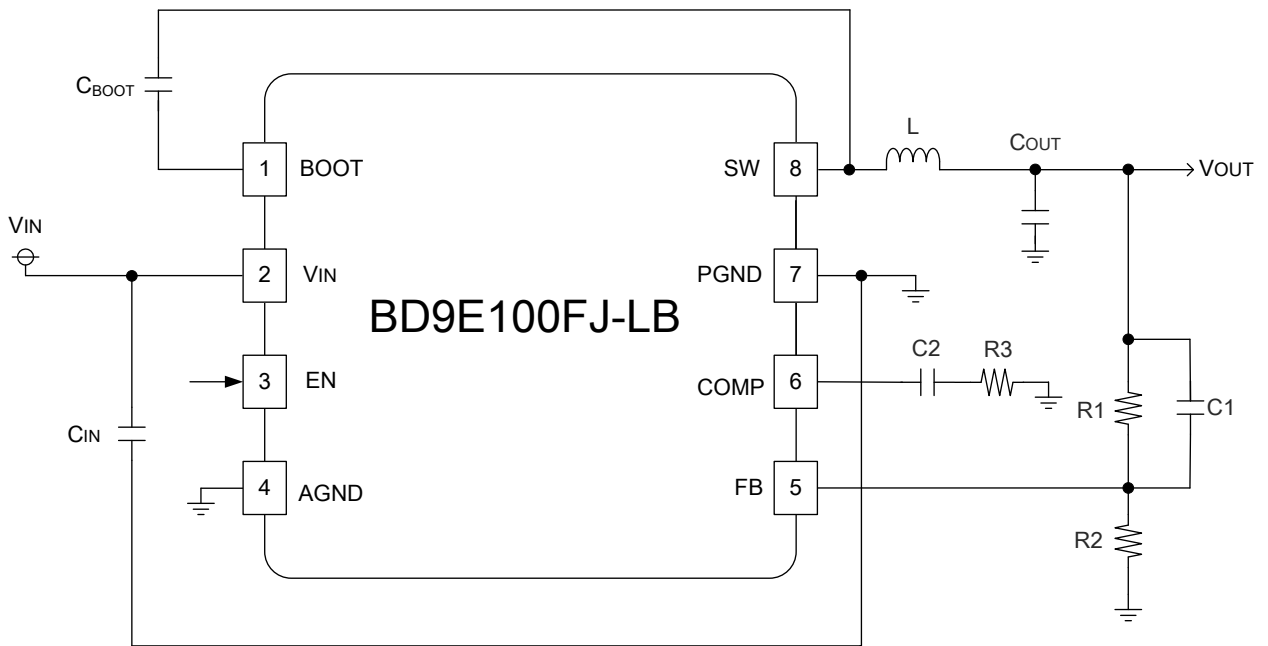 CBOOT
1
BOOT
SW
8
L
COUT
VOUT
VIN
2
VIN
PGND
7
BD9E100FJ-LB
3
EN
COMP
6
C2
R3
R1
C1
CIN
4
AGND
FB
5
R2